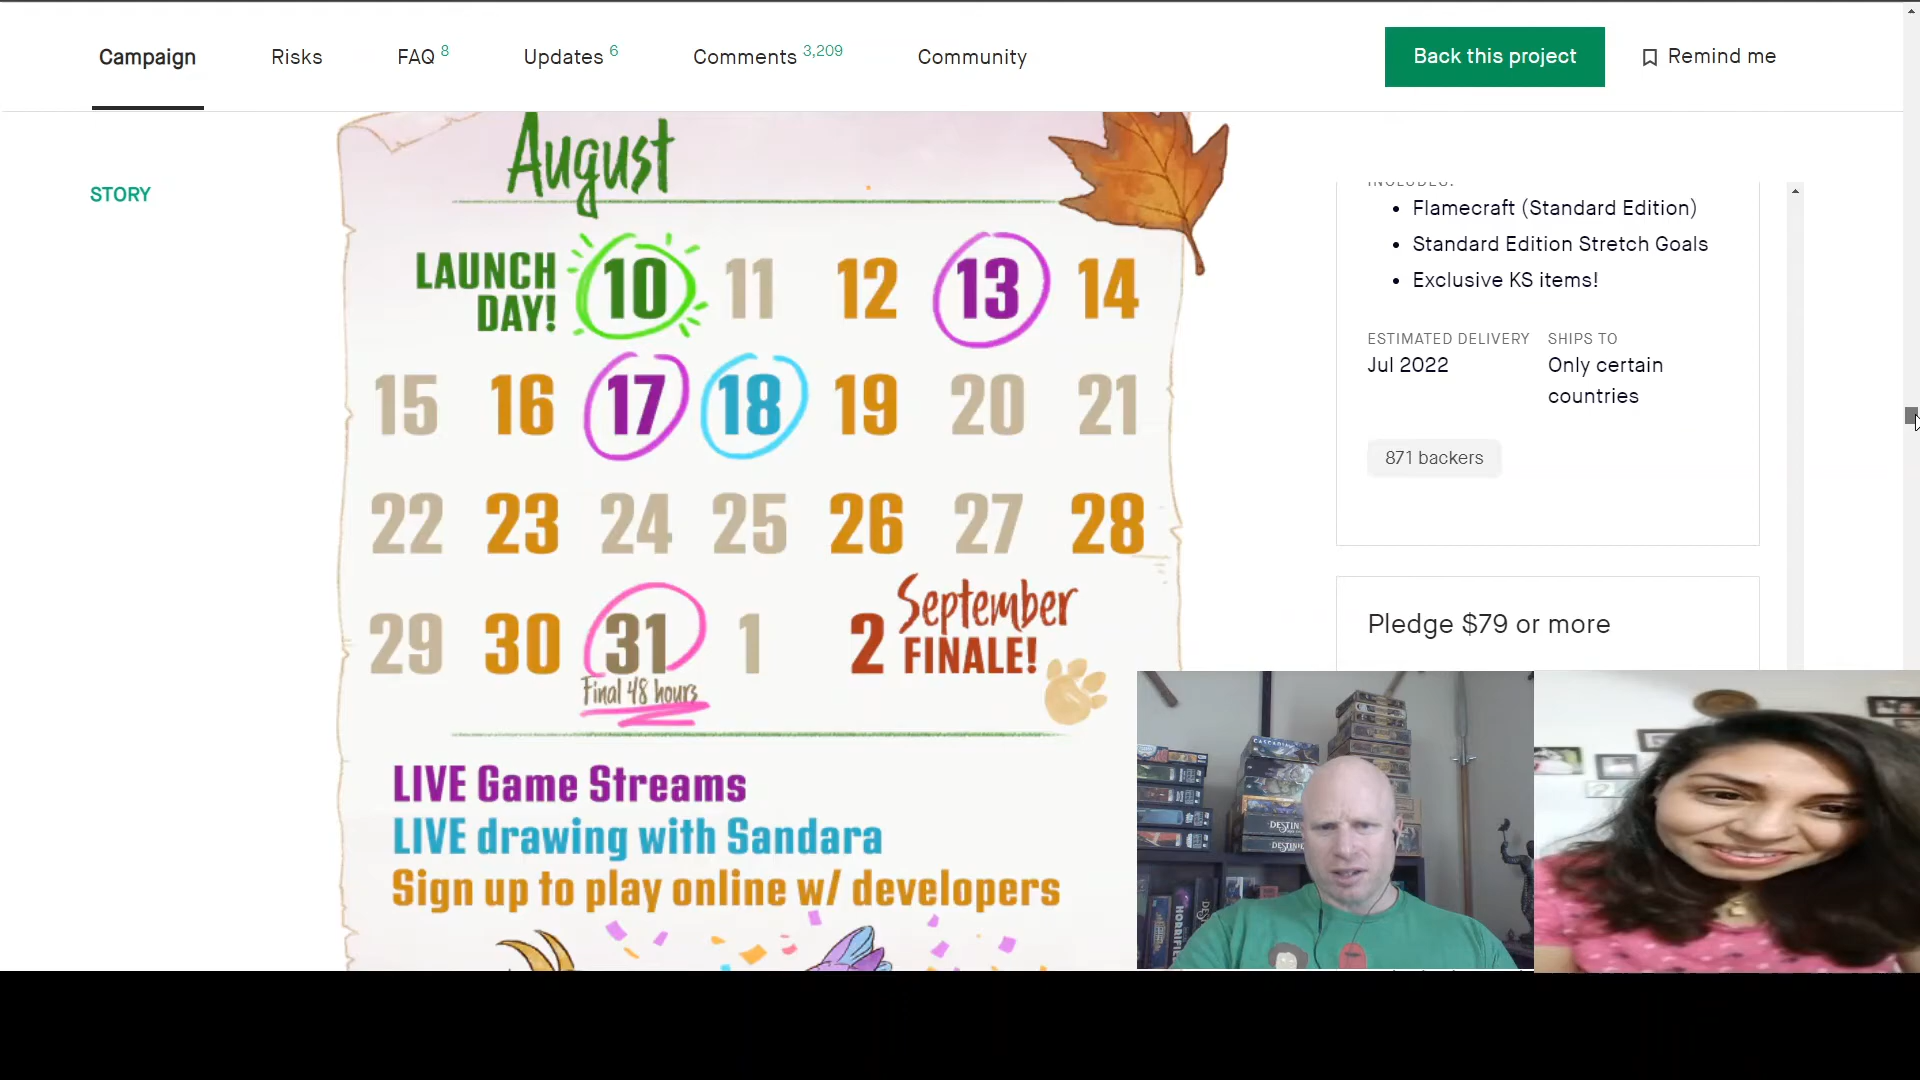 Campaign
Risks
FAQ 8
Updates 6
Comments 3,209
Community
Back this project
Remind me
STORY
August
LAUNCH
DAY!
10 11 12 13 14
15 16 17 18 19 20 21
22 23 24 25 26 27 28
29 30 31 1 2 September
FINALE!
Final 48 hours
LIVE Game Streams
LIVE drawing with Sandara
Sign up to play online w/ developers
INCLUDES:
Flamecraft (Standard Edition)
Standard Edition Stretch Goals
Exclusive KS items!
ESTIMATED DELIVERY
Jul 2022
SHIPS TO
Only certain
countries
871 backers
Pledge $79 or more